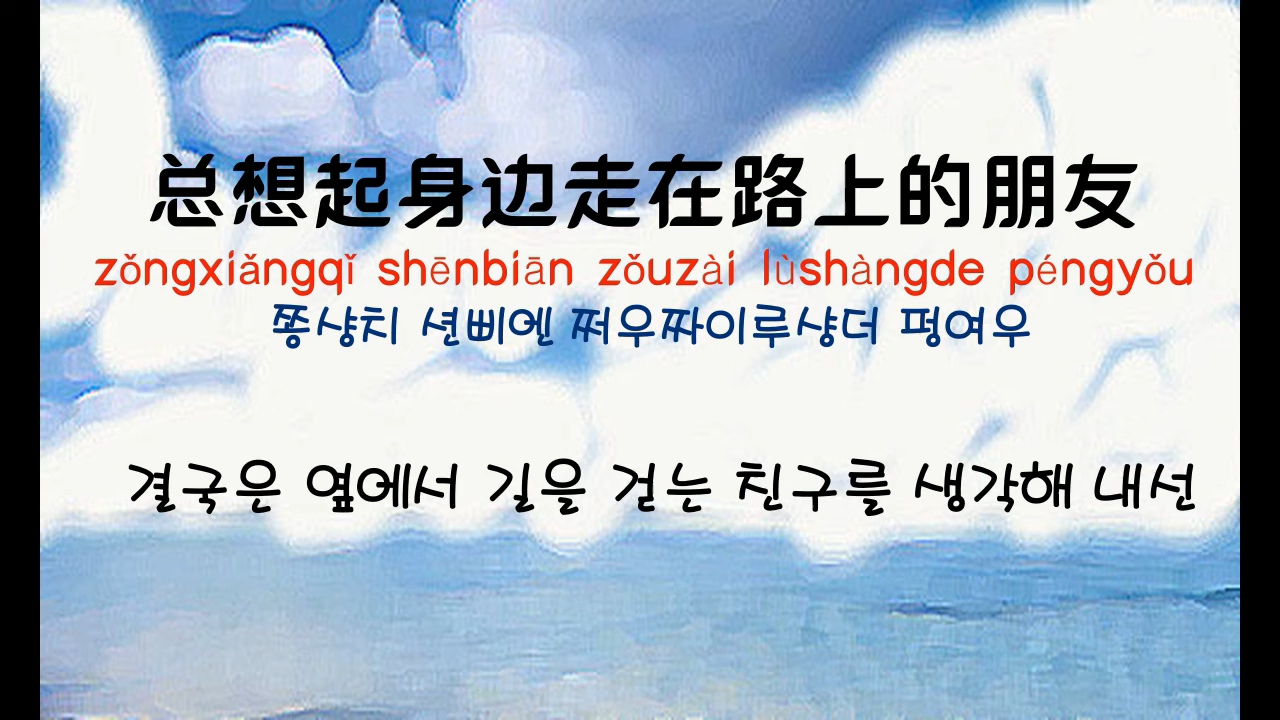 总想起身边走在路上的朋友
zǒngxiǎngqǐ shēnbiān zǒuzài lùshàngde péngyǒu
쫑샹치 션삐엔 쩌우짜이루샹더 펑여우
결국은 옆에서 길을 걷는 친구를 생각해 내선